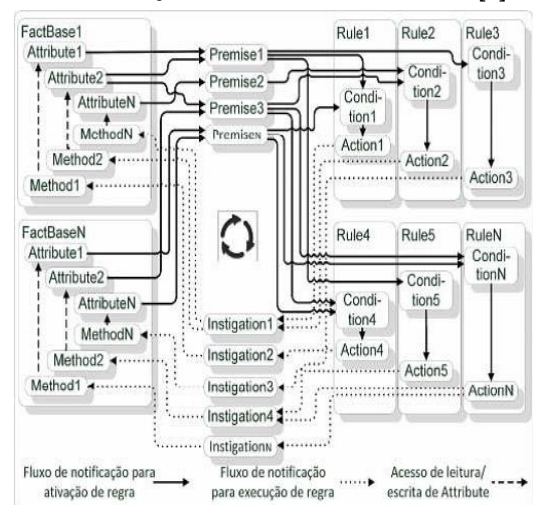 FactBase1
Attribute1
Attribute2
AttributeN
MethodN
Method2
Method1
FactBaseN
Attribute1
Attribute2
AttributeN
MethodN
Method2
Method1
Premise1
Premise2
Premise3
PremiseN
Instigation1
Instigation2
Instigation3
Instigation4
InstigationN
Rule1
Condi-
tion1
Action1
Rule2
Condi-
tion2
Action2
Rule3
Condi-
tion3
Action3
Rule4
Condi-
tion4
Action4
Rule5
Condi-
tion5
Action5
RuleN
Condi-
tionN
ActionN
Fluxo de notificação para
ativação de regra
Fluxo de notificação
para execução de regra
Acesso de leitura/
escrita de Attribute